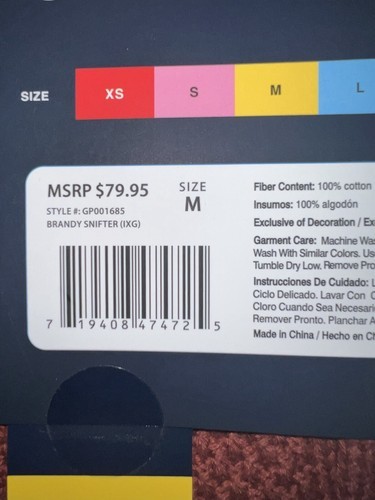 SIZE XS S M L
MSRP $79.95
SIZE
M
STYLE #: GP001685
BRANDY SNIFTER (IXG)
7 19408 47472 5
Fiber Content: 100% cotton
Insumos: 100% algodón
Exclusive of Decoration /
Garment Care: Machine
Wash With Similar Colors.
Tumble Dry Low. Remove
Instrucciones De Cuidado:
Ciclo Delicado. Lavar Con
Cloro Cuando Sea
Remover Pronto. Planchar
Made in China / Hecho en